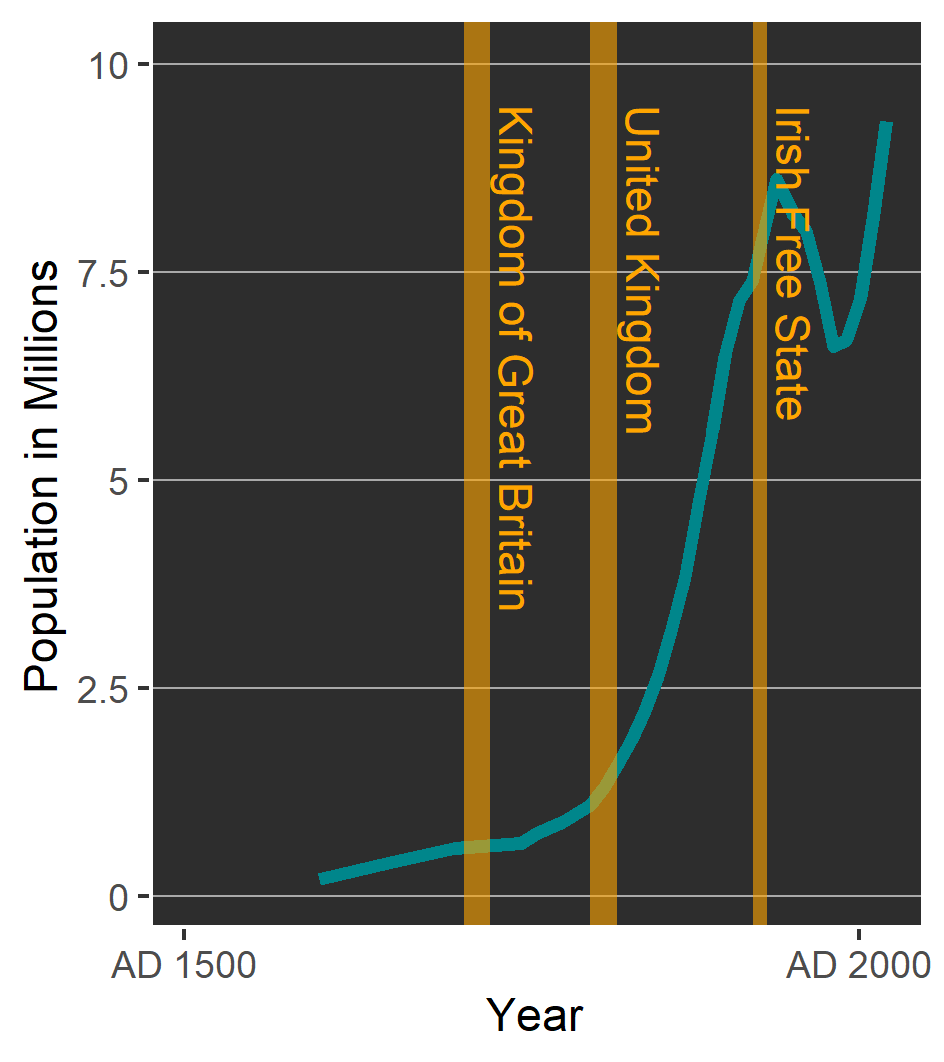 10
7.5
5
2.5
0
Population in Millions
Kingdom of Great Britain
United Kingdom
Irish Free State
AD 1500
AD 2000
Year